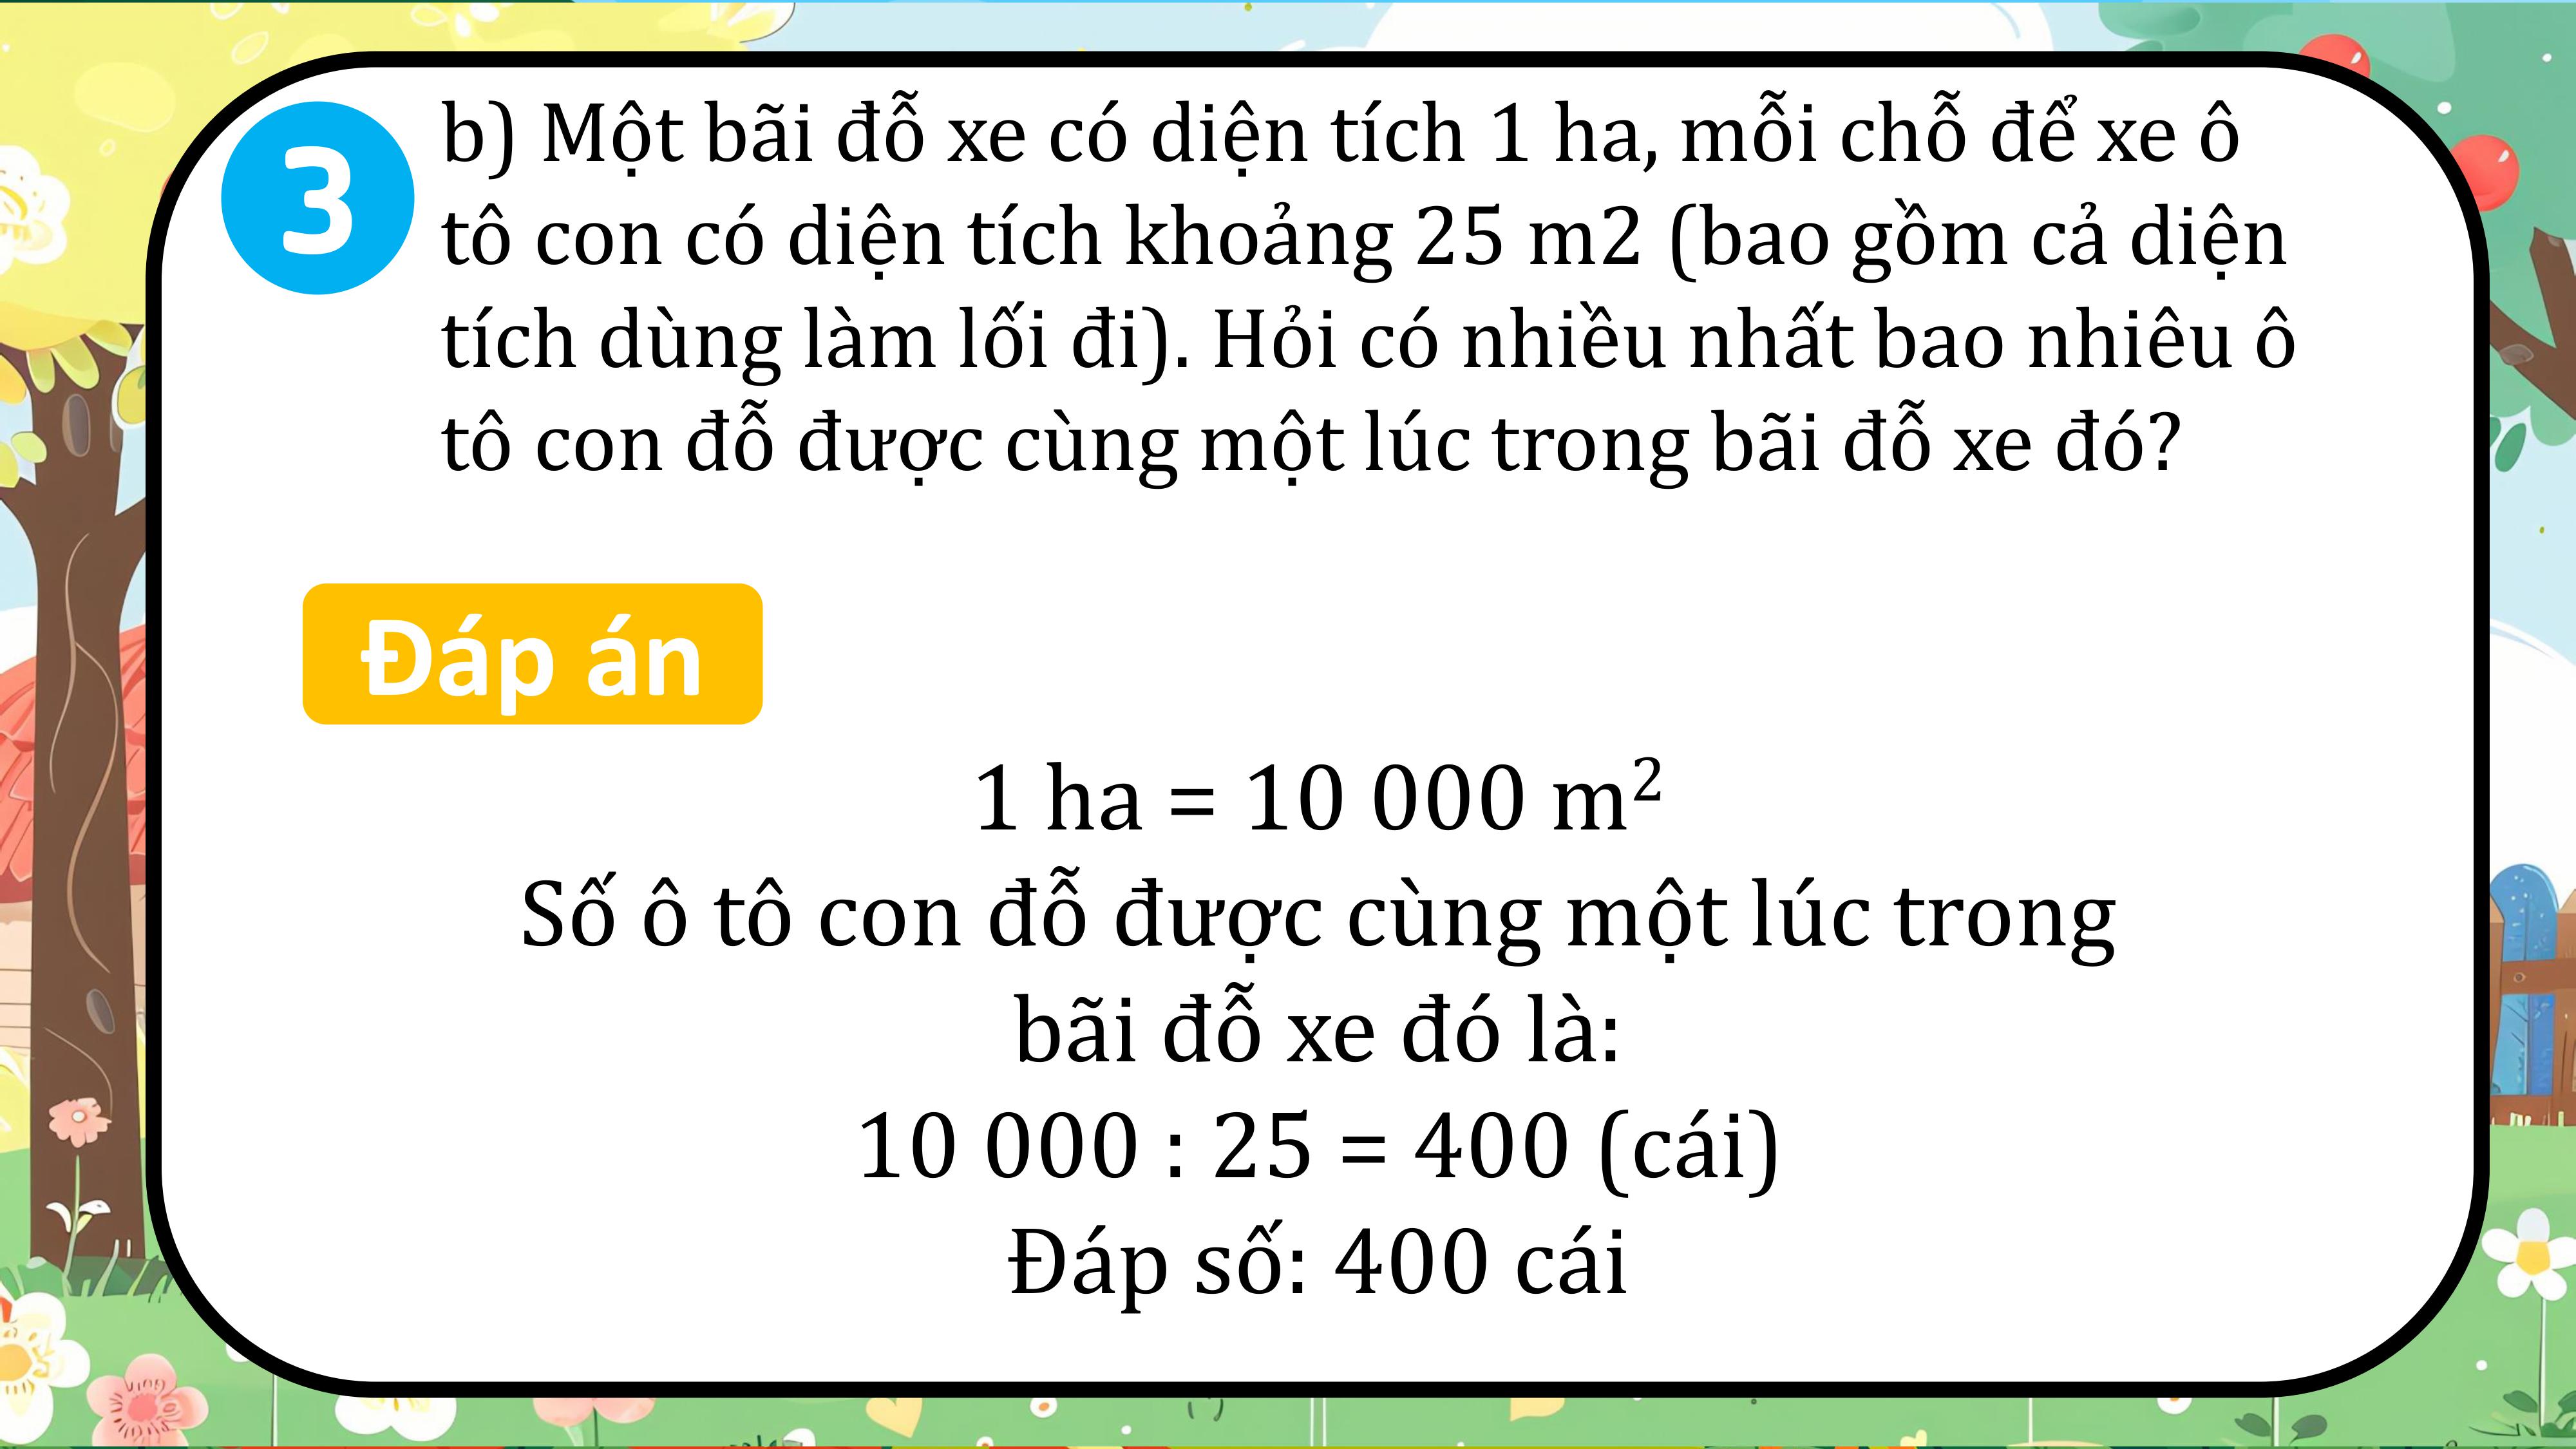 3
b) Một bãi đỗ xe có diện tích 1 ha, mỗi chỗ để xe ô
tô con có diện tích khoảng 25 m2 (bao gồm cả diện
tích dùng làm lối đi). Hỏi có nhiều nhất bao nhiêu ô
tô con đỗ được cùng một lúc trong bãi đỗ xe đó?
Đáp án
1 ha = 10 000 m²
Số ô tô con đỗ được cùng một lúc trong
bãi đỗ xe đó là:
10 000 : 25 = 400 (cái)
Đáp số: 400 cái